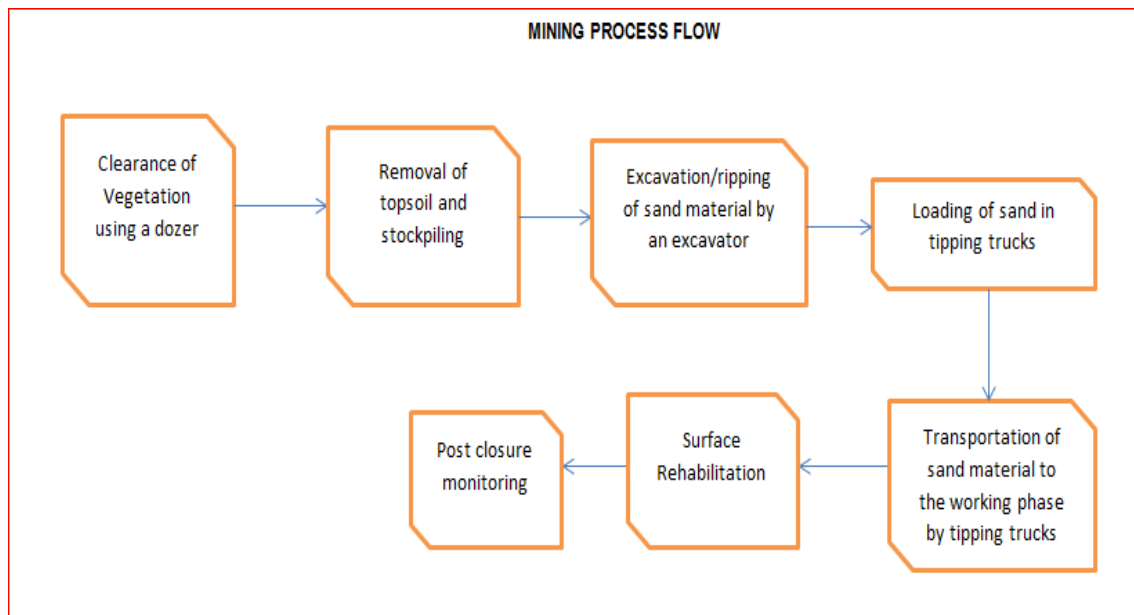 MINING PROCESS FLOW
Clearance of
Vegetation
using a dozer
Removal of
topsoil and
stockpiling
Excavation/ripping
of sand material by
an excavator
Loading of sand in
tipping trucks
Transportation of
sand material to
the working phase
by tipping trucks
Surface
Rehabilitation
Post closure
monitoring